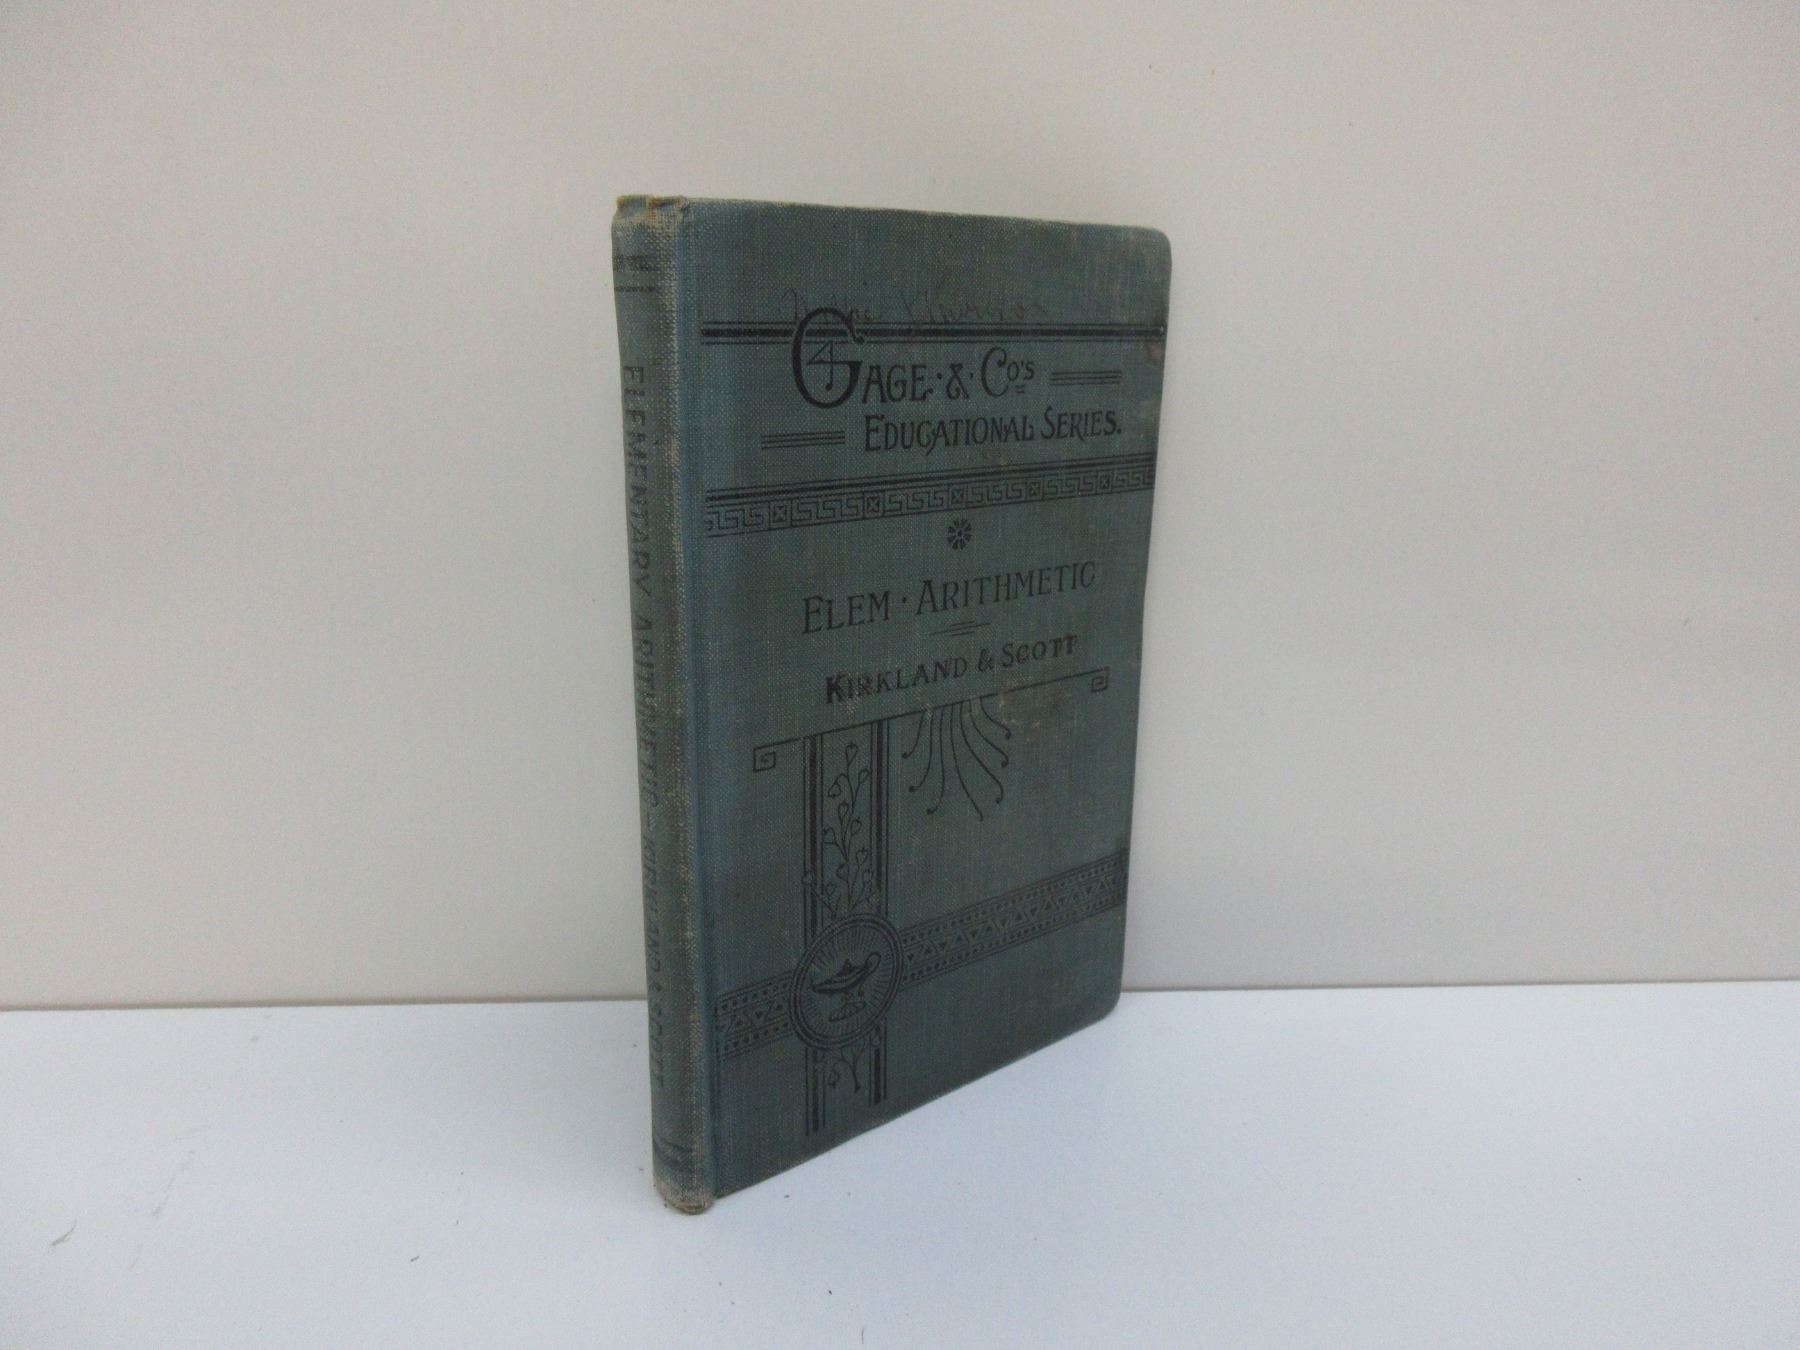 GAGE · & · CO'S
EDUCATIONAL SERIES.
ELEM · ARITHMETIC
KIRKLAND & SCOTT
ELEMENTARY ARITHMETIC – KIRKLAND & SCOTT